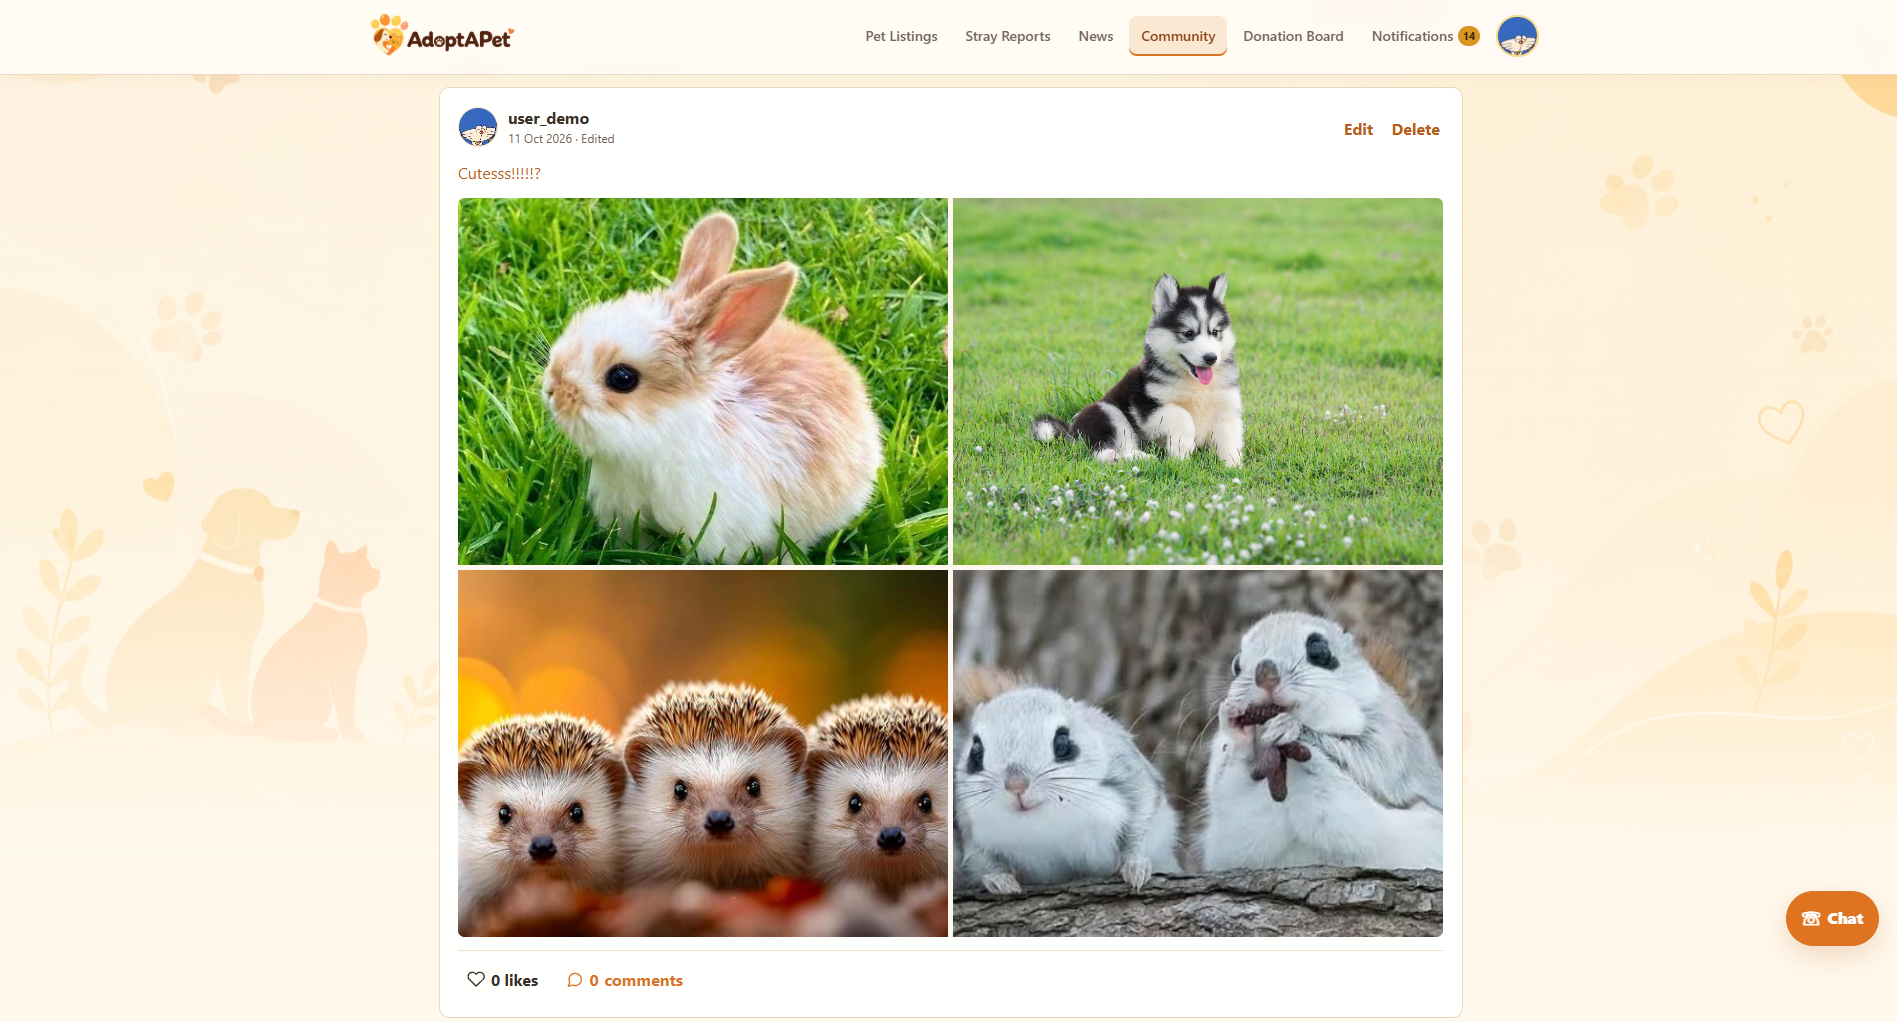 AdoptAPet
Pet Listings
Stray Reports
News
Community
Donation Board
Notifications 14
user_demo
11 Oct 2026 · Edited
Edit
Delete
Cutesss!!!!!?
0 likes
0 comments
Chat